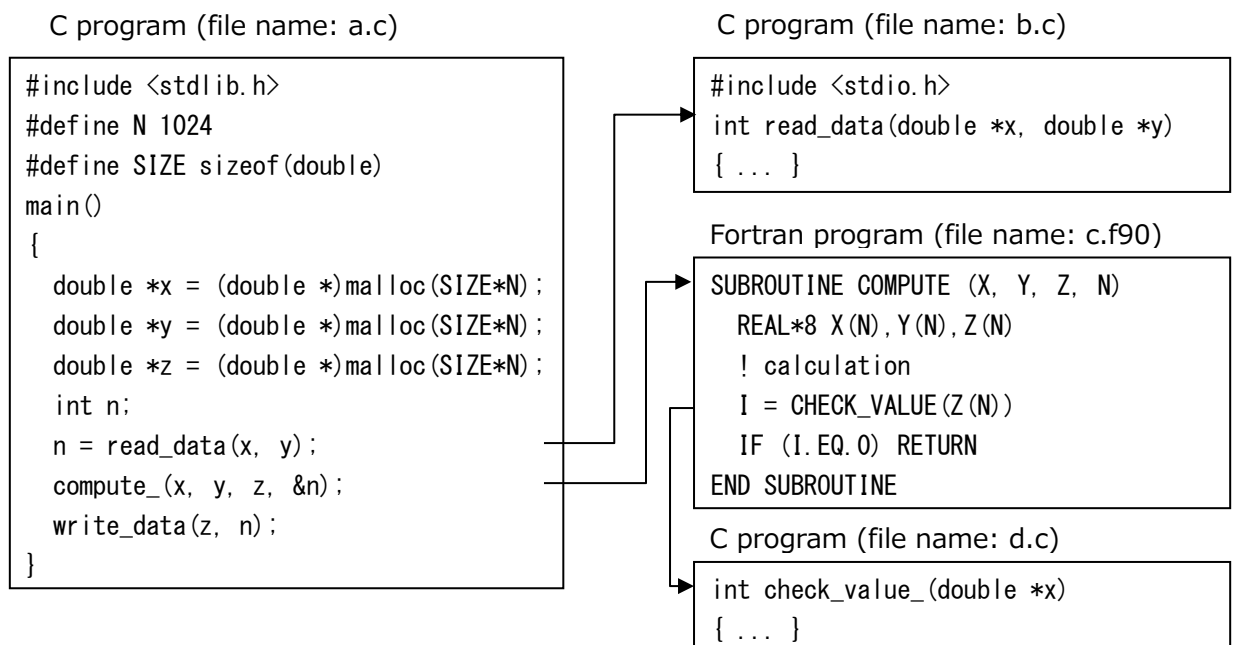 C program (file name: a.c)
#include <stdlib.h>
#define N 1024
#define SIZE sizeof(double)
main()
{
  double *x = (double *)malloc(SIZE*N);
  double *y = (double *)malloc(SIZE*N);
  double *z = (double *)malloc(SIZE*N);
  int n;
  n = read_data(x, y);
  compute_(x, y, z, &n);
  write_data(z, n);
}
C program (file name: b.c)
#include <stdio.h>
int read_data(double *x, double *y)
{ ... }
Fortran program (file name: c.f90)
SUBROUTINE COMPUTE (X, Y, Z, N)
  REAL*8 X(N),Y(N),Z(N)
  ! calculation
  I = CHECK_VALUE(Z(N))
  IF (I.EQ.0) RETURN
END SUBROUTINE
C program (file name: d.c)
int check_value_(double *x)
{ ... }